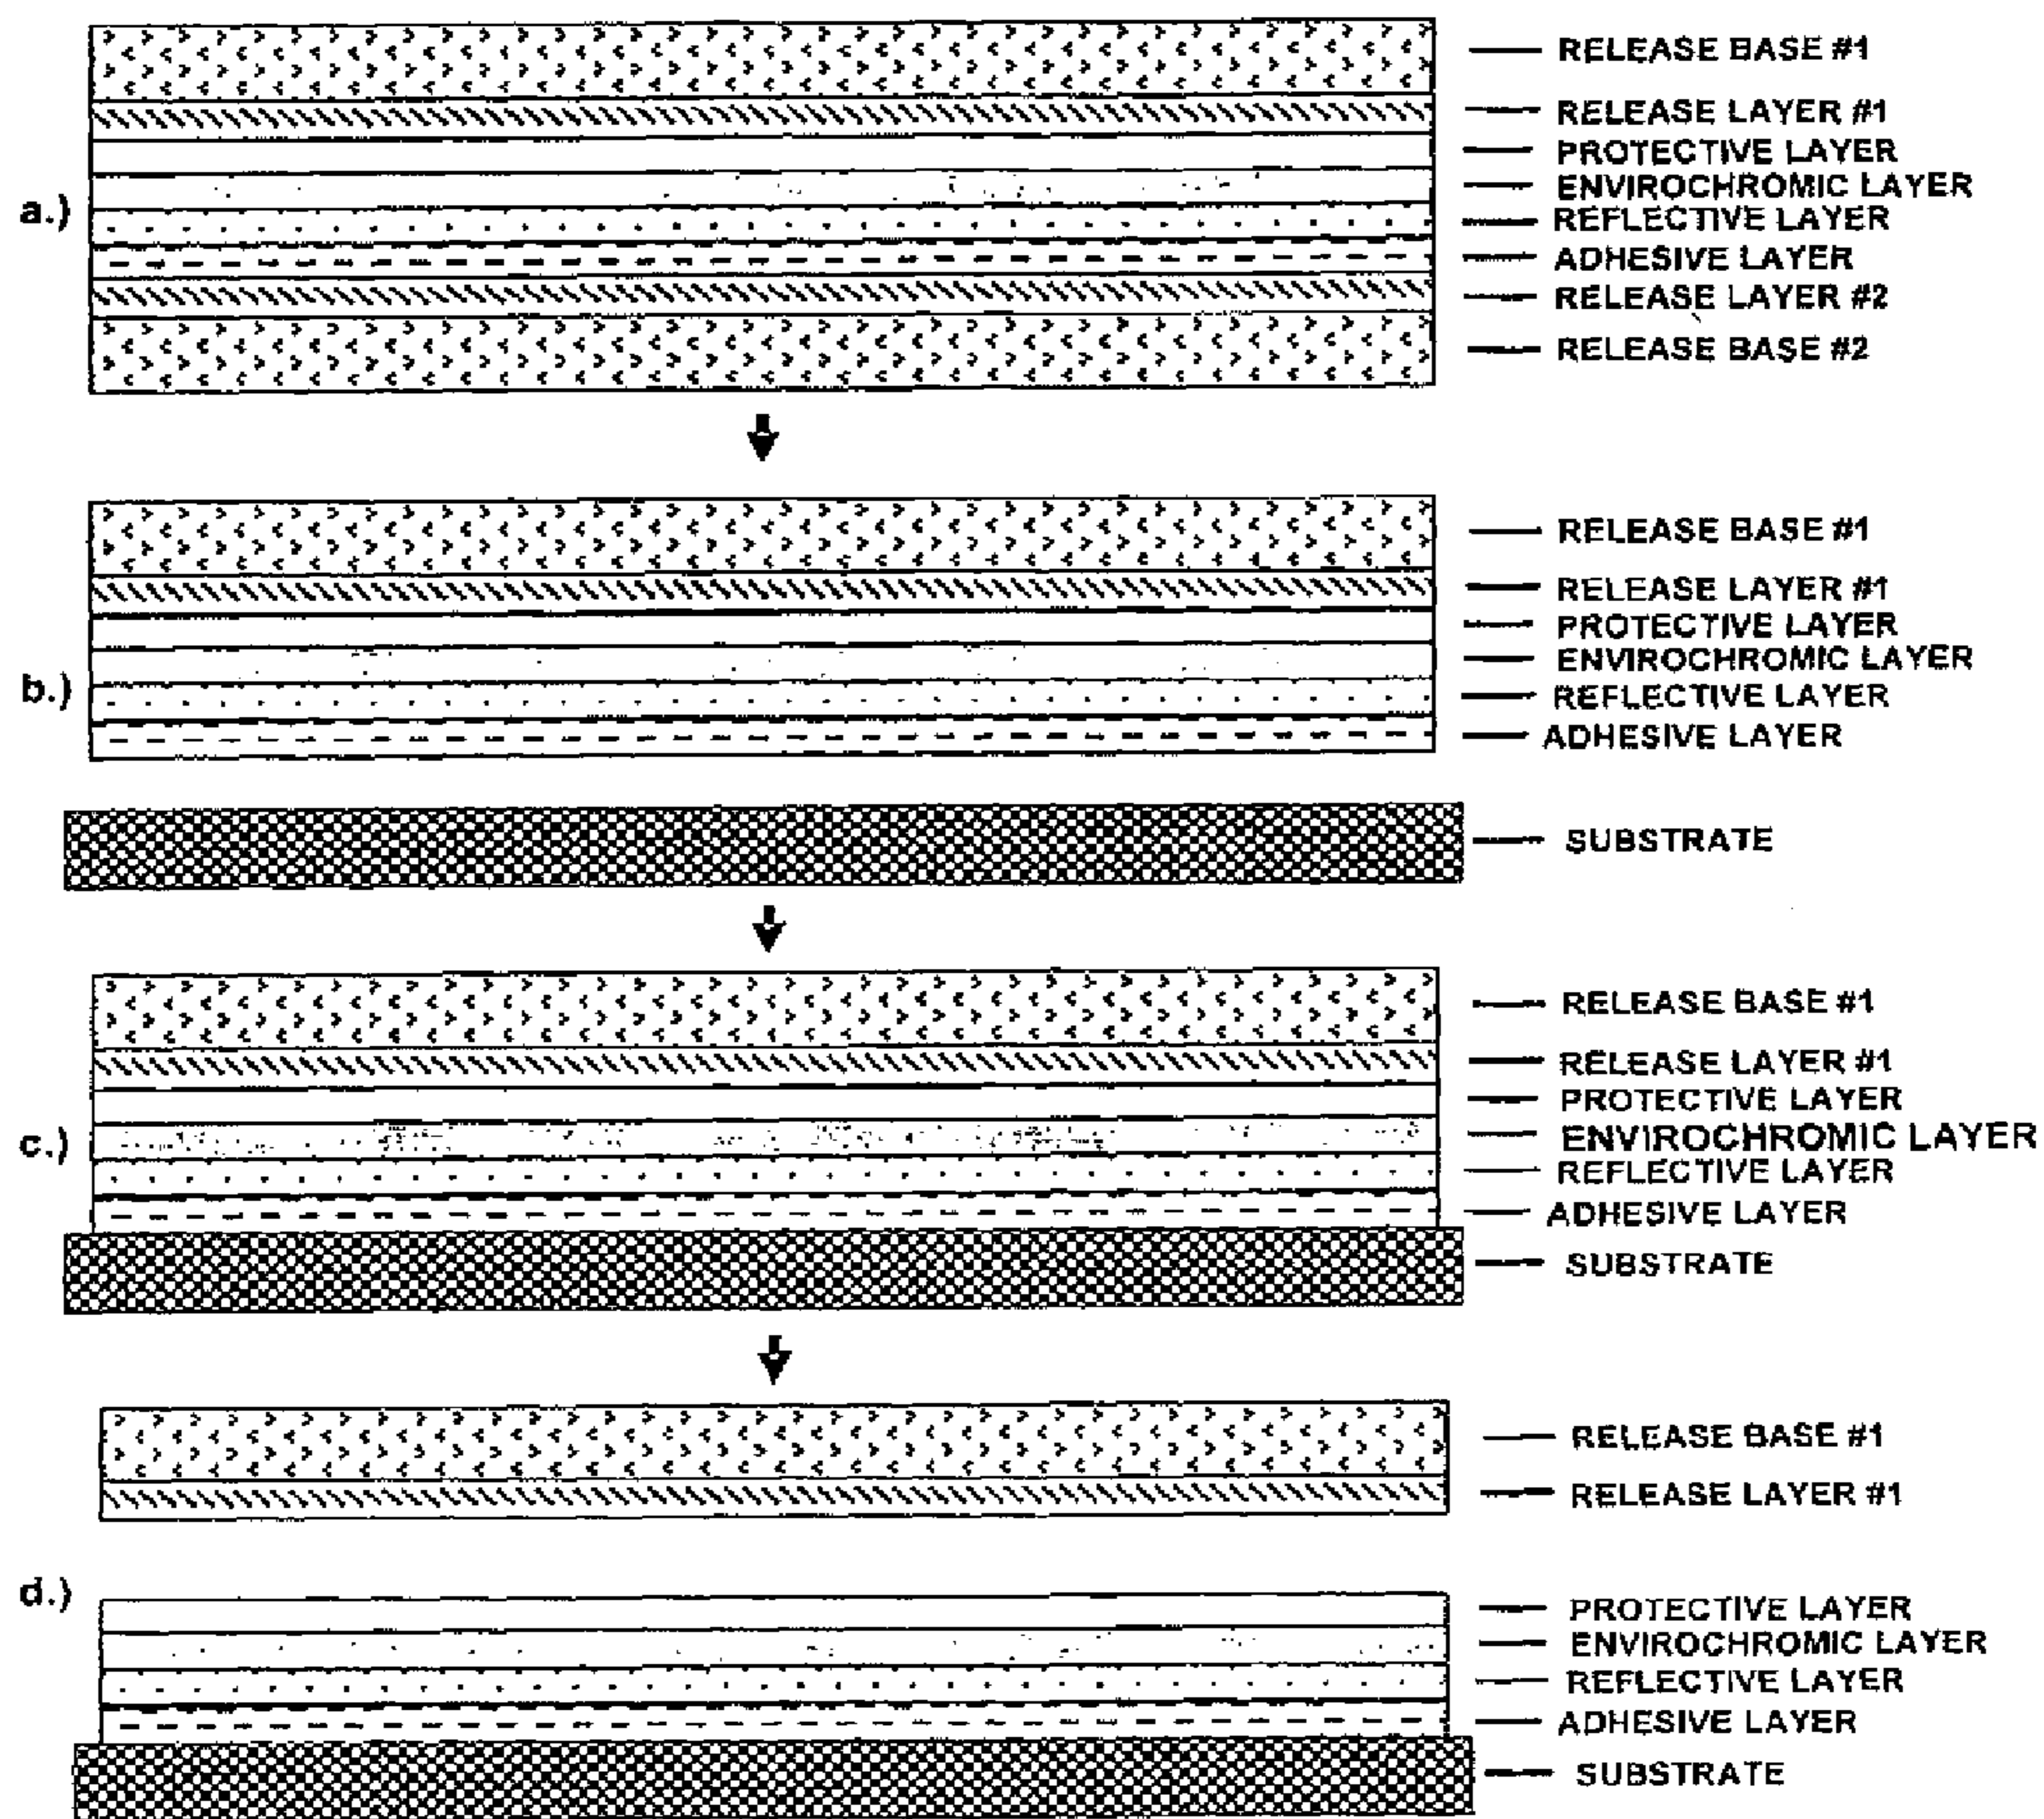 RELEASE BASE #1
RELEASE LAYER #1
PROTECTIVE LAYER
ENVIROCHROMIC LAYER
a.)
REFLECTIVE LAYER
ADHESIVE LAYER
RELEASE LAYER #2
RELEASE BASE #2
RELEASE BASE #1
RELEASE LAYER #1
PROTECTIVE LAYER
ENVIROCHROMIC LAYER
b.)
REFLECTIVE LAYER
ADHESIVE LAYER
SUBSTRATE
RELEASE BASE #1
RELEASE LAYER #1
PROTECTIVE LAYER
c.)
ENVIROCHROMIC LAYER
REFLECTIVE LAYER
ADHESIVE LAYER
SUBSTRATE
RELEASE BASE #1
RELEASE LAYER #1
d.)
PROTECTIVE LAYER
ENVIROCHROMIC LAYER
REFLECTIVE LAYER
ADHESIVE LAYER
SUBSTRATE